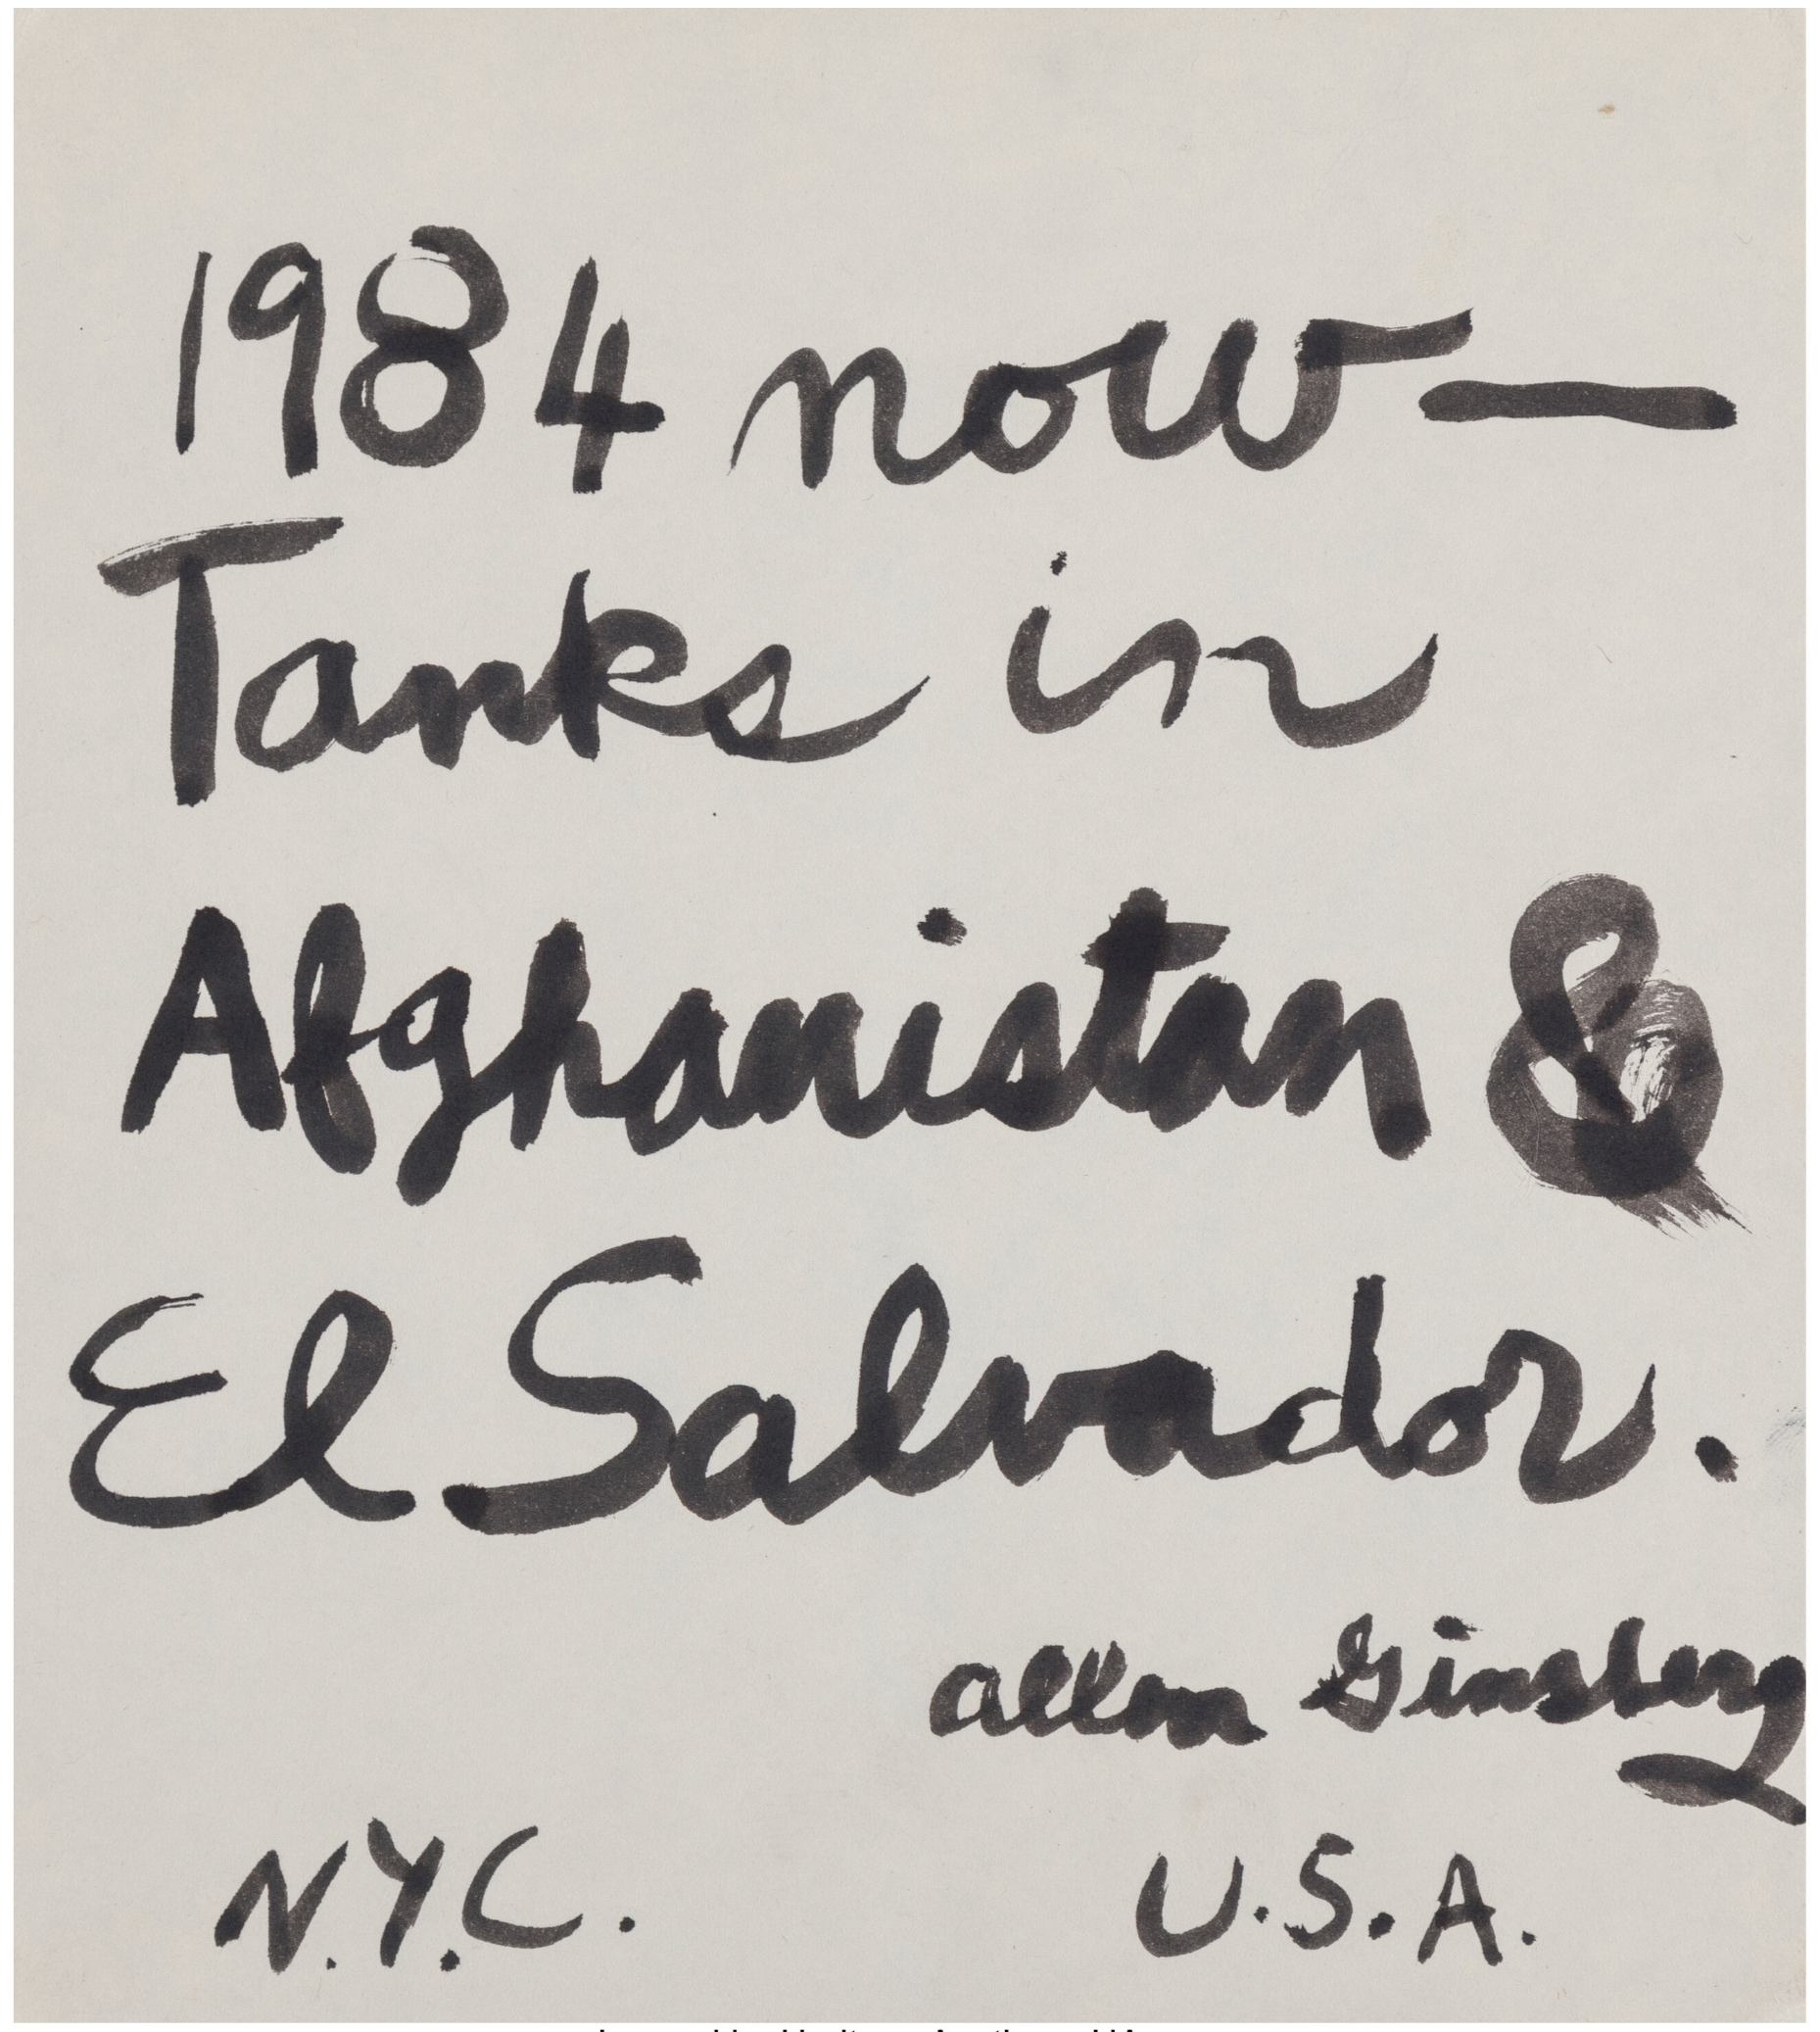 1984 now —
Tanks in
Afghanistan &
El Salvador.
Allen Ginsberg
N.Y.C. U.S.A.